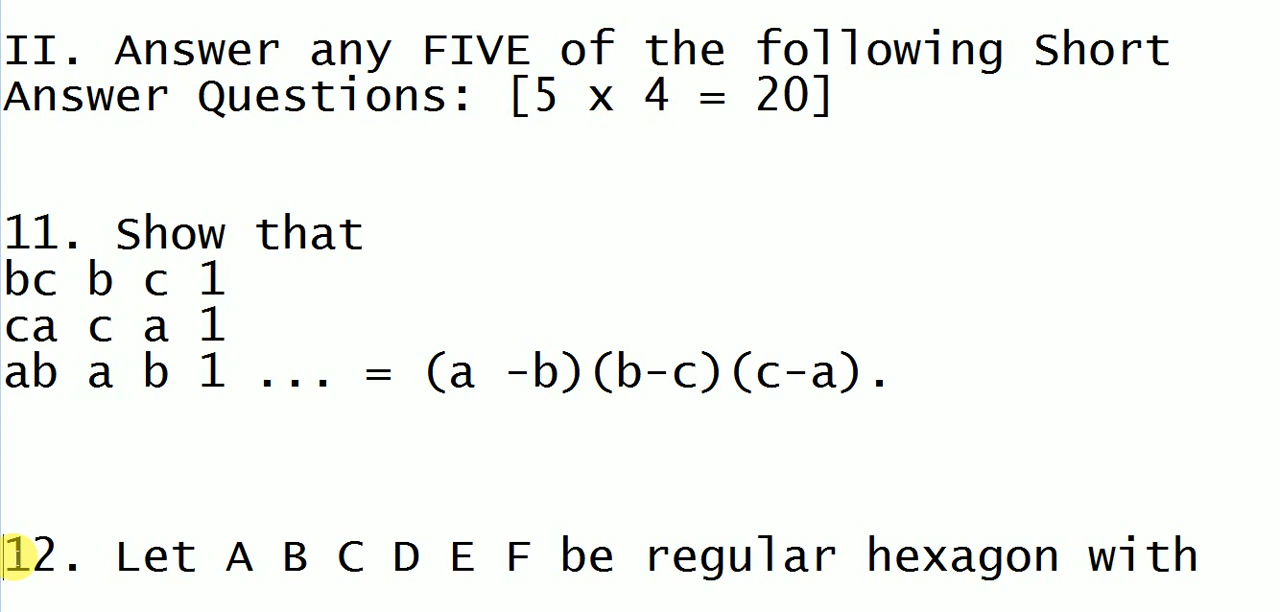 II. Answer any FIVE of the following Short
Answer Questions: [5 x 4 = 20]
11. Show that
bc b c 1
ca c a 1
ab a b 1 ... = (a -b)(b-c)(c-a).
12. Let A B C D E F be regular hexagon with